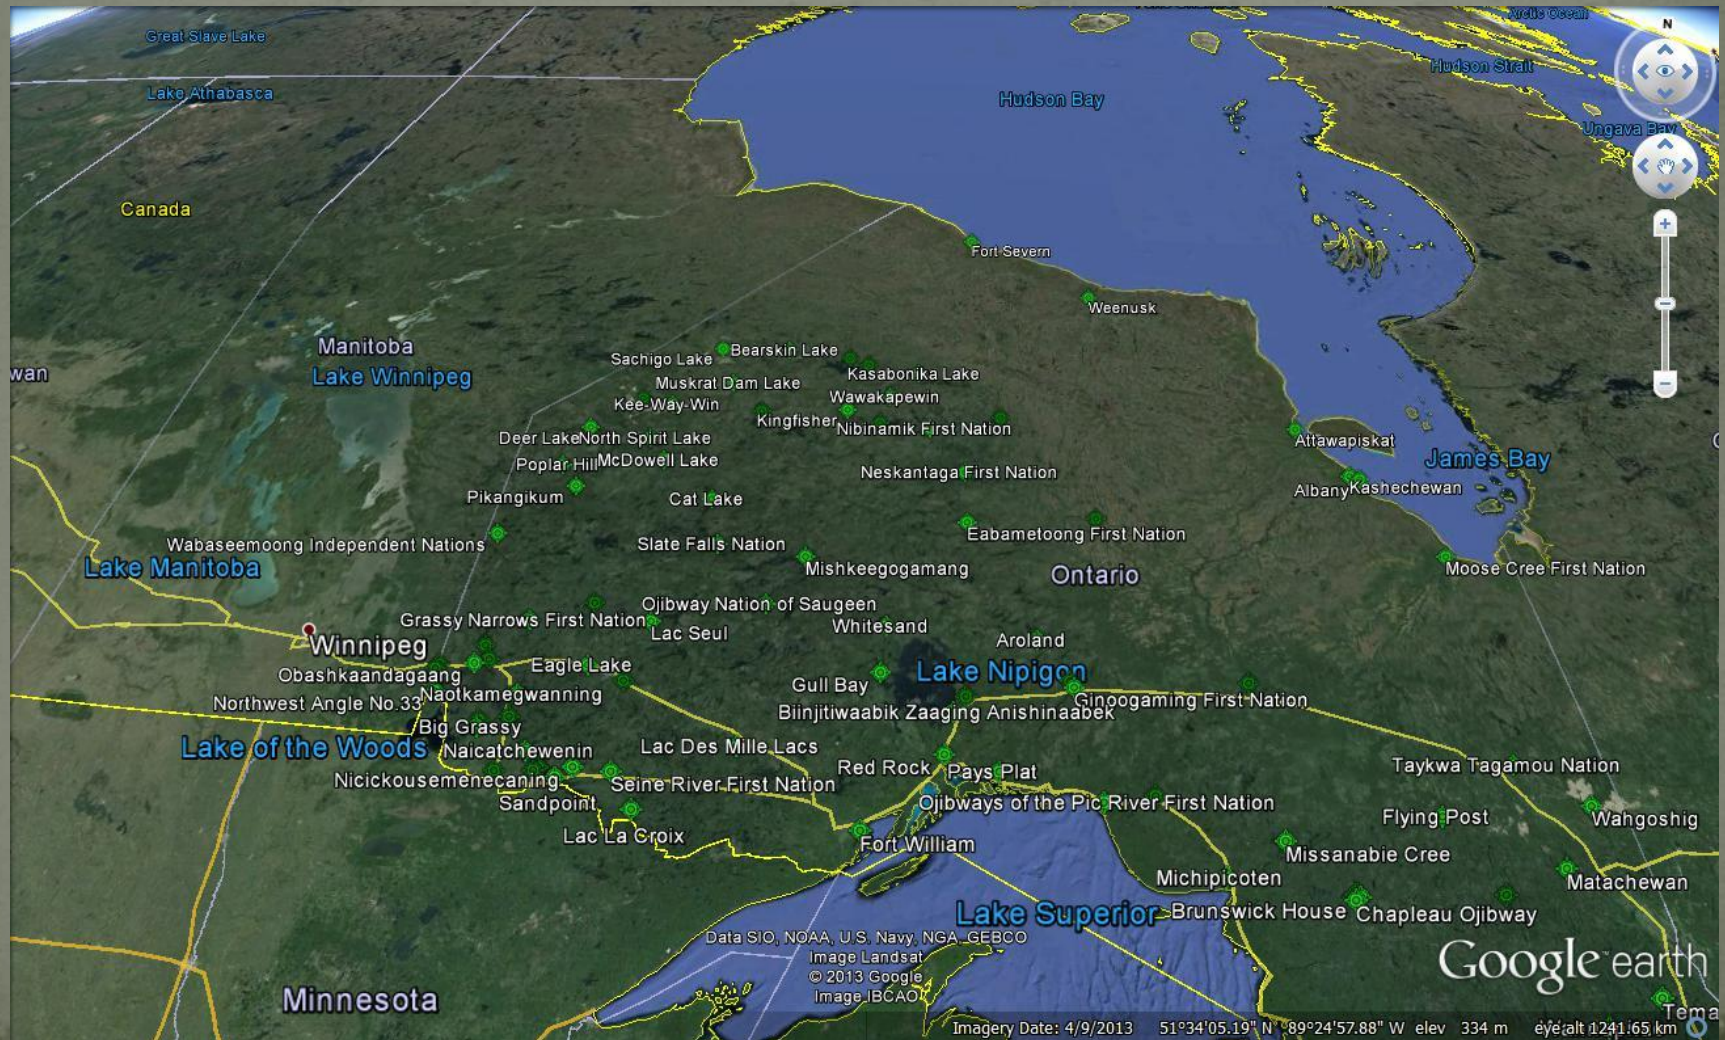 Great Slave Lake
Arctic Ocean
N
Hudson Strait
Lake Athabasca
Hudson Bay
Ungava Bay
Canada
Fort Severn
Weenusk
Manitoba
Sachigo Lake
Bearskin Lake
wan
Lake Winnipeg
Muskrat Dam Lake
Kasabonika Lake
Kee-Way-Win
Wawakapewin
Kingfisher
Nibinamik First Nation
Deer Lake
North Spirit Lake
Attawapiskat
Poplar Hill
McDowell Lake
James Bay
Neskantaga First Nation
Pikangikum
Cat Lake
Albany
Kashechewan
Wabaseemoong Independent Nations
Slate Falls Nation
Eabametoong First Nation
Lake Manitoba
Mishkeegogamang
Ontario
Moose Cree First Nation
Ojibway Nation of Saugeen
Grassy Narrows First Nation
Lac Seul
Whitesand
Aroland
Winnipeg
Eagle Lake
Lake Nipigon
Obashkaandagaang
Gull Bay
Northwest Angle No.33
Naotkamegwanning
Ginoogaming First Nation
Biinjitiwaabik Zaaging Anishinaabek
Big Grassy
Lake of the Woods
Naicatchewenin
Lac Des Mille Lacs
Red Rock
Pays Plat
Taykwa Tagamou Nation
Nicickousemenecaning
Seine River First Nation
Sandpoint
Ojibways of the Pic River First Nation
Flying Post
Wahgoshig
Lac La Croix
Fort William
Missanabie Cree
Michipicoten
Matachewan
Lake Superior
Brunswick House
Chapleau Ojibway
Data SIO, NOAA, U.S. Navy, NGA, GEBCO
Image Landsat
© 2013 Google
Image IBCAO
Google earth
Minnesota
Tema
Imagery Date: 4/9/2013 51°34'05.19" N 89°24'57.88" W elev 334 m eye alt 1241.65 km